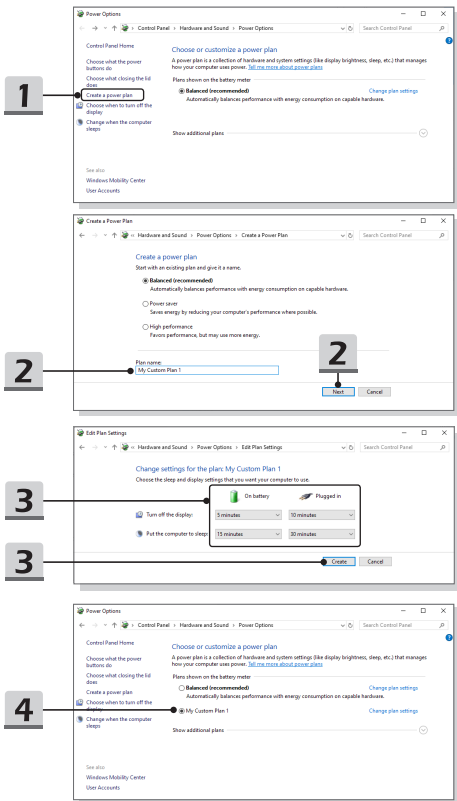 Power Options
Control Panel › Hardware and Sound › Power Options
Search Control Panel
Control Panel Home
Choose what the power
buttons do
Choose what closing the lid
does
Create a power plan
Choose when to turn off the
display
Change when the computer
sleeps
See also
Windows Mobility Center
User Accounts
Choose or customize a power plan
A power plan is a collection of hardware and system settings (like display brightness, sleep, etc.) that manages
how your computer uses power. Tell me more about power plans
Plans shown on the battery meter
Balanced (recommended)
Change plan settings
Automatically balances performance with energy consumption on capable hardware.
Show additional plans
1
Create a Power Plan
« Hardware and Sound › Power Options › Create a Power Plan
Search Control Panel
Create a power plan
Start with an existing plan and give it a name.
Balanced (recommended)
Automatically balances performance with energy consumption on capable hardware.
Power saver
Saves energy by reducing your computer's performance where possible.
High performance
Favors performance, but may use more energy.
Plan name:
My Custom Plan 1
2
2
Next
Cancel
Edit Plan Settings
« Hardware and Sound › Power Options › Edit Plan Settings
Search Control Panel
Change settings for the plan: My Custom Plan 1
Choose the sleep and display settings that you want your computer to use.
On battery
Plugged in
Turn off the display:
5 minutes
10 minutes
Put the computer to sleep:
15 minutes
30 minutes
3
3
Create
Cancel
Power Options
Control Panel › Hardware and Sound › Power Options
Search Control Panel
Control Panel Home
Choose what the power
buttons do
Choose what closing the lid
does
Create a power plan
Choose when to turn off the
display
Change when the computer
sleeps
See also
Windows Mobility Center
User Accounts
Choose or customize a power plan
A power plan is a collection of hardware and system settings (like display brightness, sleep, etc.) that manages
how your computer uses power. Tell me more about power plans
Plans shown on the battery meter
Balanced (recommended)
Change plan settings
Automatically balances performance with energy consumption on capable hardware.
My Custom Plan 1
Change plan settings
Show additional plans
4